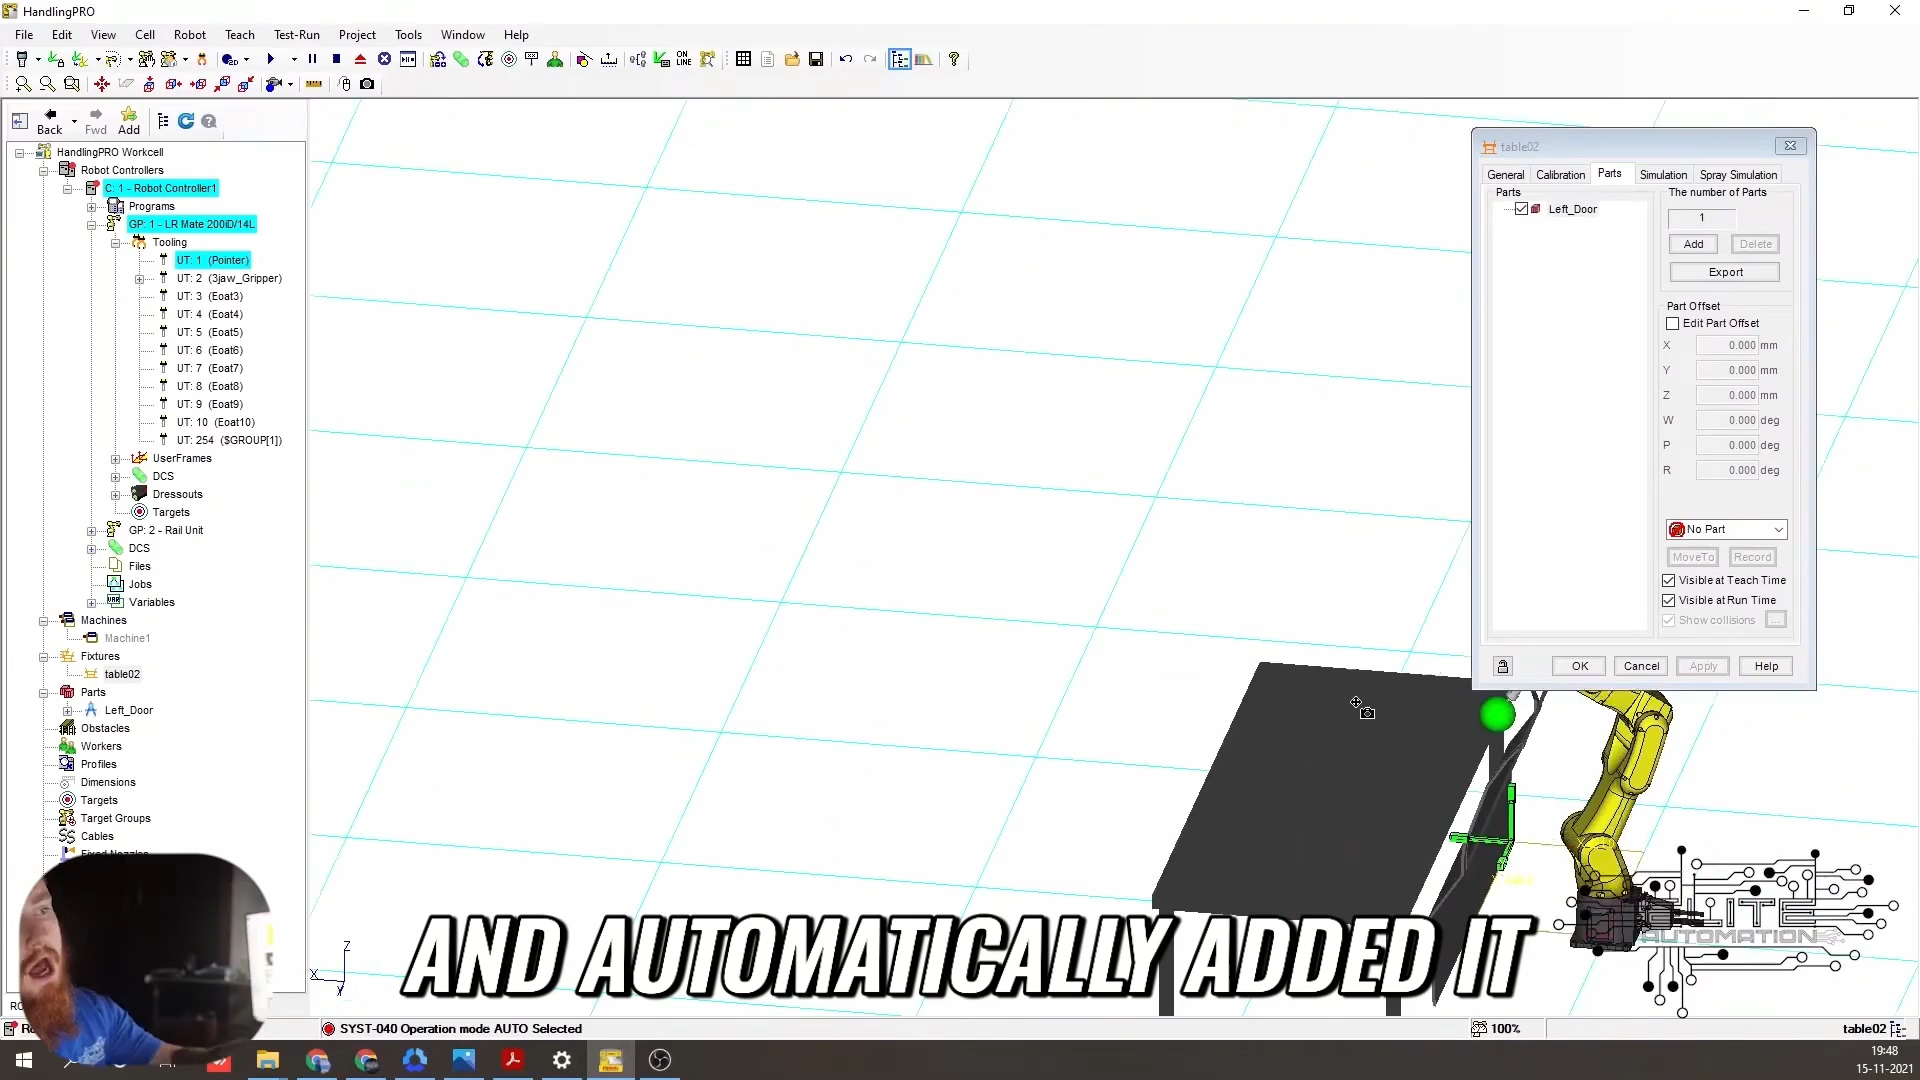 HandlingPRO
File Edit View Cell Robot Teach Test-Run Project Tools Window Help
ON LINE
Back Fwd Add
HandlingPRO Workcell
Robot Controllers
C: 1 - Robot Controller1
Programs
GP: 1 - LR Mate 200iD/14L
Tooling
UT: 1 (Pointer)
UT: 2 (3jaw_Gripper)
UT: 3 (Eoat3)
UT: 4 (Eoat4)
UT: 5 (Eoat5)
UT: 6 (Eoat6)
UT: 7 (Eoat7)
UT: 8 (Eoat8)
UT: 9 (Eoat9)
UT: 10 (Eoat10)
UT: 254 ($GROUP[1])
UserFrames
DCS
Dressouts
Targets
GP: 2 - Rail Unit
DCS
Files
Jobs
Variables
Machines
Machine1
Fixtures
table02
Parts
Left_Door
Obstacles
Workers
Profiles
Dimensions
Targets
Target Groups
Cables
table02
General Calibration Parts Simulation Spray Simulation
Parts
Left_Door
The number of Parts
1
Add Delete
Export
Part Offset
Edit Part Offset
X 0.000 mm
Y 0.000 mm
Z 0.000 mm
W 0.000 deg
P 0.000 deg
R 0.000 deg
No Part
MoveTo Record
Visible at Teach Time
Visible at Run Time
Show collisions ...
OK Cancel Apply Help
Z
X
Y
AND AUTOMATICALLY ADDED IT
LITE
AUTOMATION
SYST-040 Operation mode AUTO Selected
100%
table02
19:48
15-11-2021